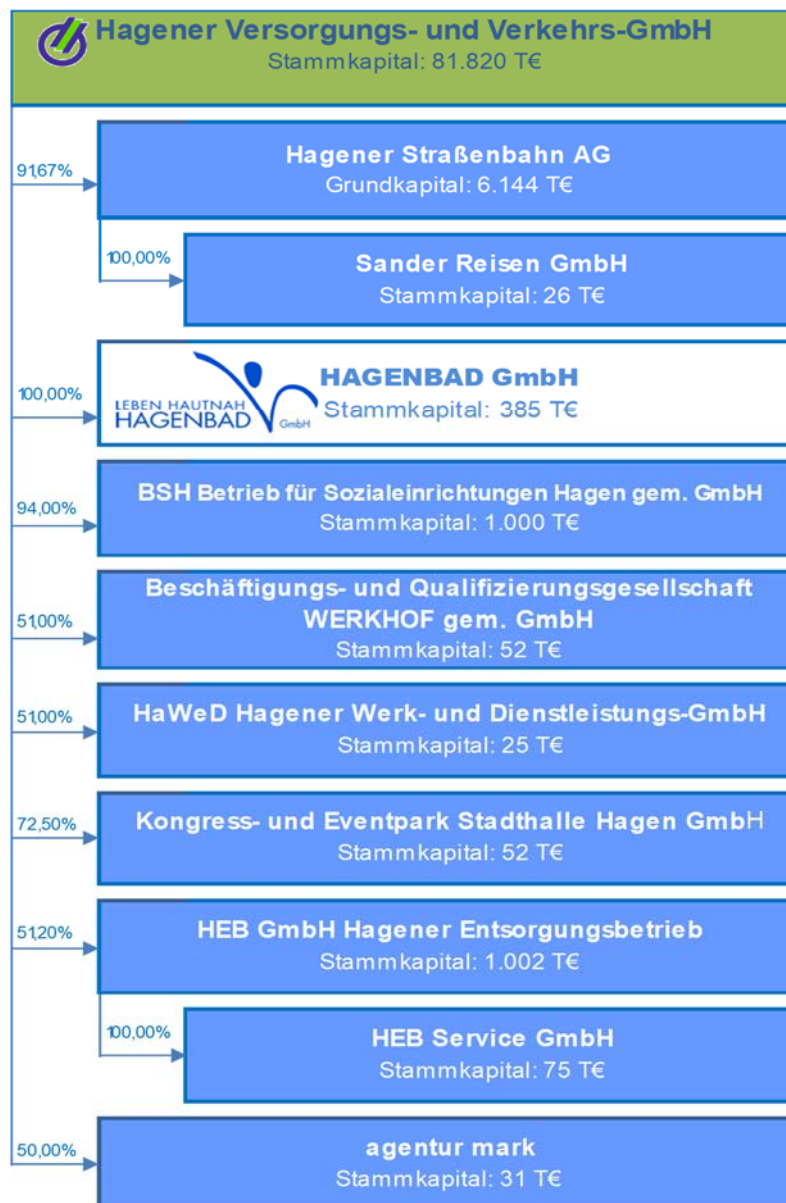 Hagener Versorgungs- und Verkehrs-GmbH
Stammkapital: 81.820 T€
91,67%
Hagener Straßenbahn AG
Grundkapital: 6.144 T€
100,00%
Sander Reisen GmbH
Stammkapital: 26 T€
100,00%
LEBEN HAUTNAH
HAGENBAD GmbH
HAGENBAD GmbH
Stammkapital: 385 T€
94,00%
BSH Betrieb für Sozialeinrichtungen Hagen gem. GmbH
Stammkapital: 1.000 T€
51,00%
Beschäftigungs- und Qualifizierungsgesellschaft
WERKHOF gem. GmbH
Stammkapital: 52 T€
51,00%
HaWeD Hagener Werk- und Dienstleistungs-GmbH
Stammkapital: 25 T€
72,50%
Kongress- und Eventpark Stadthalle Hagen GmbH
Stammkapital: 52 T€
51,20%
HEB GmbH Hagener Entsorgungsbetrieb
Stammkapital: 1.002 T€
100,00%
HEB Service GmbH
Stammkapital: 75 T€
50,00%
agentur mark
Stammkapital: 31 T€